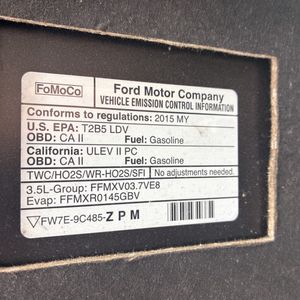 FoMoCo
Ford Motor Company
VEHICLE EMISSION CONTROL INFORMATION
Conforms to regulations: 2015 MY
U.S. EPA: T2B5 LDV
OBD: CA II Fuel: Gasoline
California: ULEV II PC
OBD: CA II Fuel: Gasoline
TWC/HO2S/WR-HO2S/SFI No adjustments needed.
3.5L-Group: FFMXV03.7VE8
Evap: FFMXR0145GBV
▽FW7E-9C485-ZPM